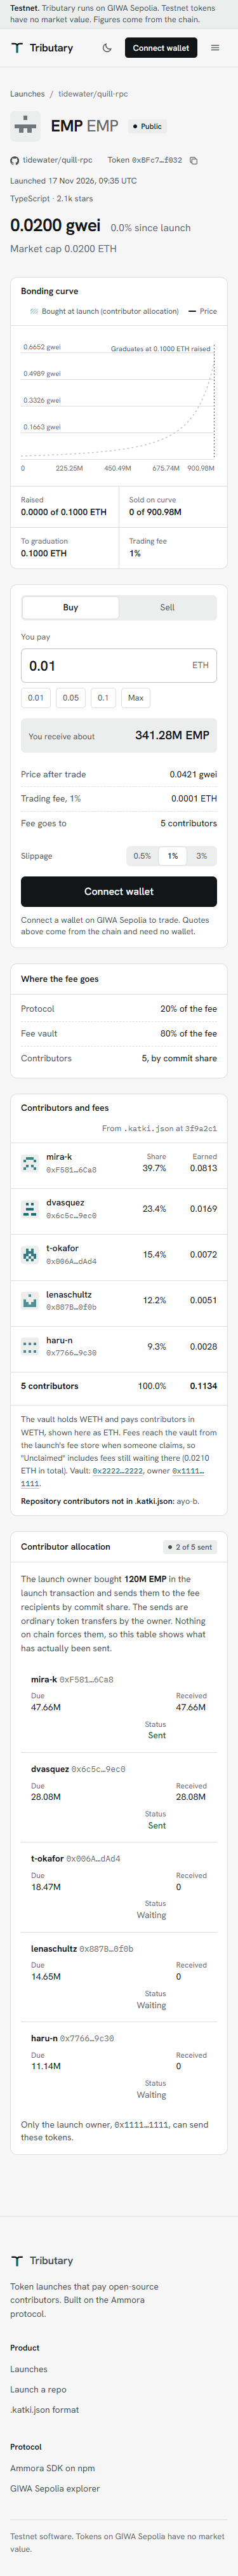 Testnet. Tributary runs on GIWA Sepolia. Testnet tokens
have no market value. Figures come from the chain.
Tributary
Connect wallet
Launches / tidewater/quill-rpc
EMP EMP
Public
tidewater/quill-rpc
Token 0xBFc7…f032
Launched 17 Nov 2026, 09:35 UTC
TypeScript · 2.1k stars
0.0200 gwei 0.0% since launch
Market cap 0.0200 ETH
Bonding curve
Bought at launch (contributor allocation)
Price
0.6652 gwei
Graduates at 0.1000 ETH raised
0.4989 gwei
0.3326 gwei
0.1663 gwei
0 225.25M 450.49M 675.74M 900.98M
Raised
0.0000 of 0.1000 ETH
Sold on curve
0 of 900.98M
To graduation
0.1000 ETH
Trading fee
1%
Buy
Sell
You pay
0.01 ETH
0.01 0.05 0.1 Max
You receive about 341.28M EMP
Price after trade 0.0421 gwei
Trading fee, 1% 0.0001 ETH
Fee goes to 5 contributors
Slippage 0.5% 1% 3%
Connect wallet
Connect a wallet on GIWA Sepolia to trade. Quotes
above come from the chain and need no wallet.
Where the fee goes
Protocol 20% of the fee
Fee vault 80% of the fee
Contributors 5, by commit share
Contributors and fees
From .katki.json at 3f9a2c1
mira-k
0xF581…6Ca8
Share
39.7%
Earned
0.0813
dvasquez
0x6c5c…9ec0
23.4% 0.0169
t-okafor
0x006A…dAd4
15.4% 0.0072
lenaschultz
0x887B…0f0b
12.2% 0.0051
haru-n
0x7766…9c30
9.3% 0.0028
5 contributors 100.0% 0.1134
The vault holds WETH and pays contributors in
WETH, shown here as ETH. Fees reach the vault from
the launch's fee store when someone claims, so
"Unclaimed" includes fees still waiting there (0.0210
ETH in total). Vault: 0x2222…2222, owner 0x1111…
1111.
Repository contributors not in .katki.json: ayo-b.
Contributor allocation
2 of 5 sent
The launch owner bought 120M EMP in the
launch transaction and sends them to the fee
recipients by commit share. The sends are
ordinary token transfers by the owner. Nothing
on chain forces them, so this table shows what
has actually been sent.
mira-k 0xF581…6Ca8
Due
47.66M
Received
47.66M
Status
Sent
dvasquez 0x6c5c…9ec0
Due
28.08M
Received
28.08M
Status
Sent
t-okafor 0x006A…dAd4
Due
18.47M
Received
0
Status
Waiting
lenaschultz 0x887B…0f0b
Due
14.65M
Received
0
Status
Waiting
haru-n 0x7766…9c30
Due
11.14M
Received
0
Status
Waiting
Only the launch owner, 0x1111…1111, can send
these tokens.
Tributary
Token launches that pay open-source
contributors. Built on the Ammora
protocol.
Product
Launches
Launch a repo
.katki.json format
Protocol
Ammora SDK on npm
GIWA Sepolia explorer
Testnet software. Tokens on GIWA Sepolia have no market
value.